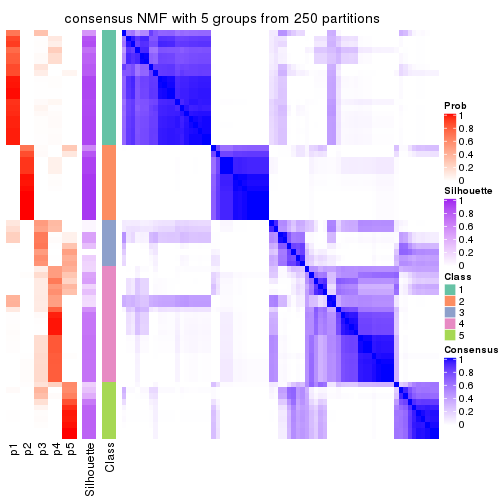 consensus NMF with 5 groups from 250 partitions
Prob
1
0.8
0.6
0.4
0.2
0
Silhouette
1
0.8
0.6
0.4
0.2
0
Class
1
2
3
4
5
Consensus
1
0.8
0.6
0.4
0.2
0
p1
p2
p3
p4
p5
Silhouette
Class